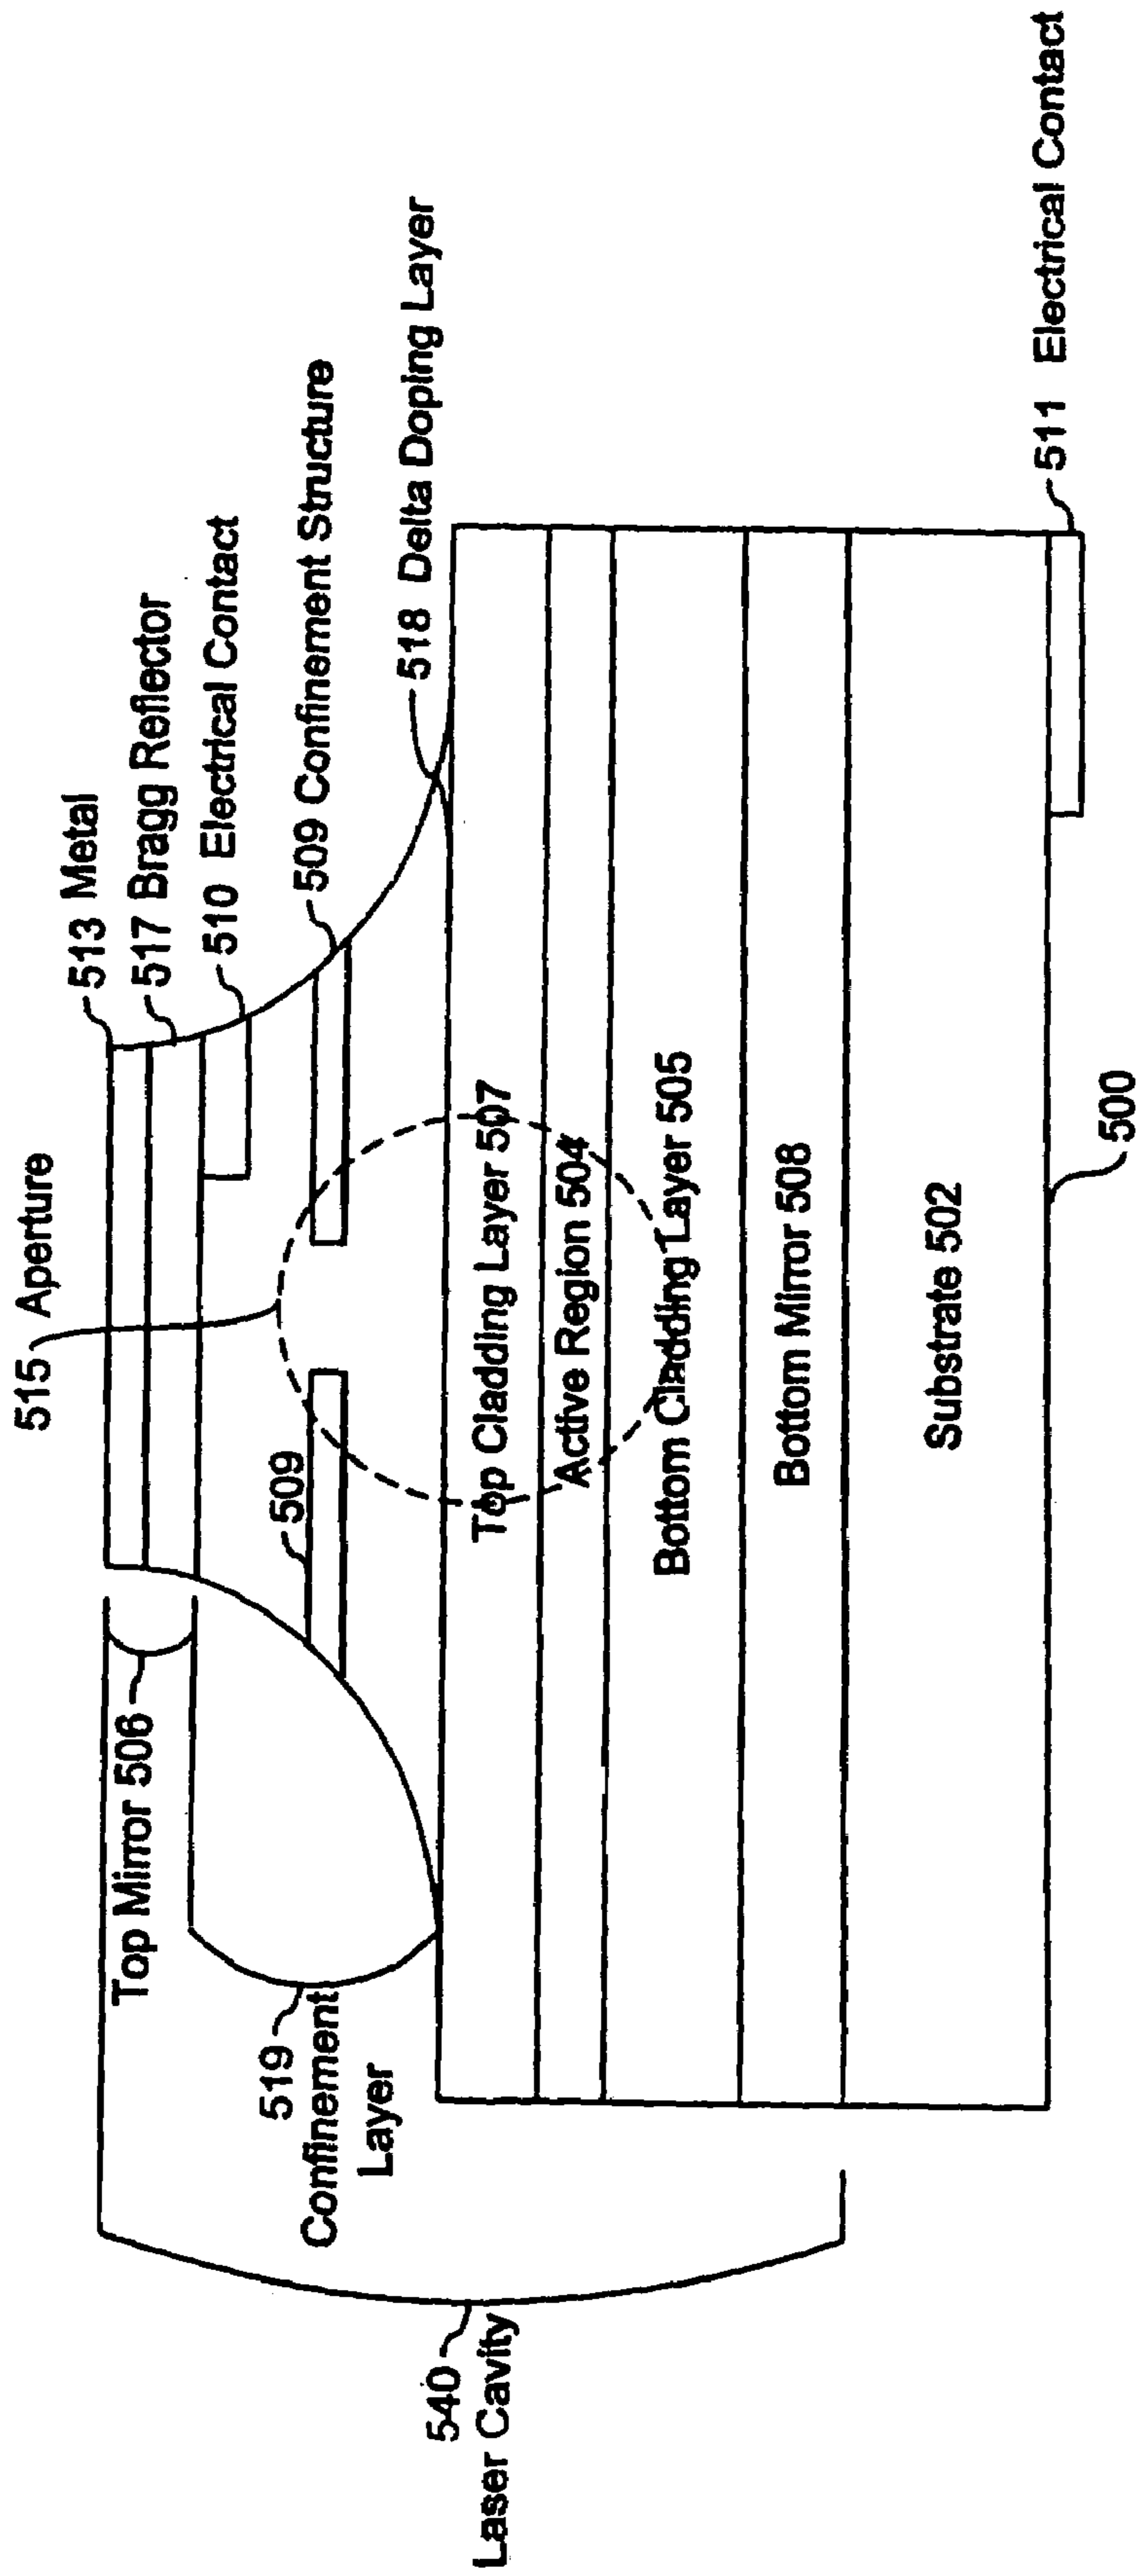 515 Aperture
513 Metal
517 Bragg Reflector
510 Electrical Contact
509 Confinement Structure
518 Delta Doping Layer
509
Top Mirror 506
519
Confinement
Layer
540
Laser Cavity
Top Cladding Layer 507
Active Region 504
Bottom Cladding Layer 505
Bottom Mirror 508
Substrate 502
511 Electrical Contact
500